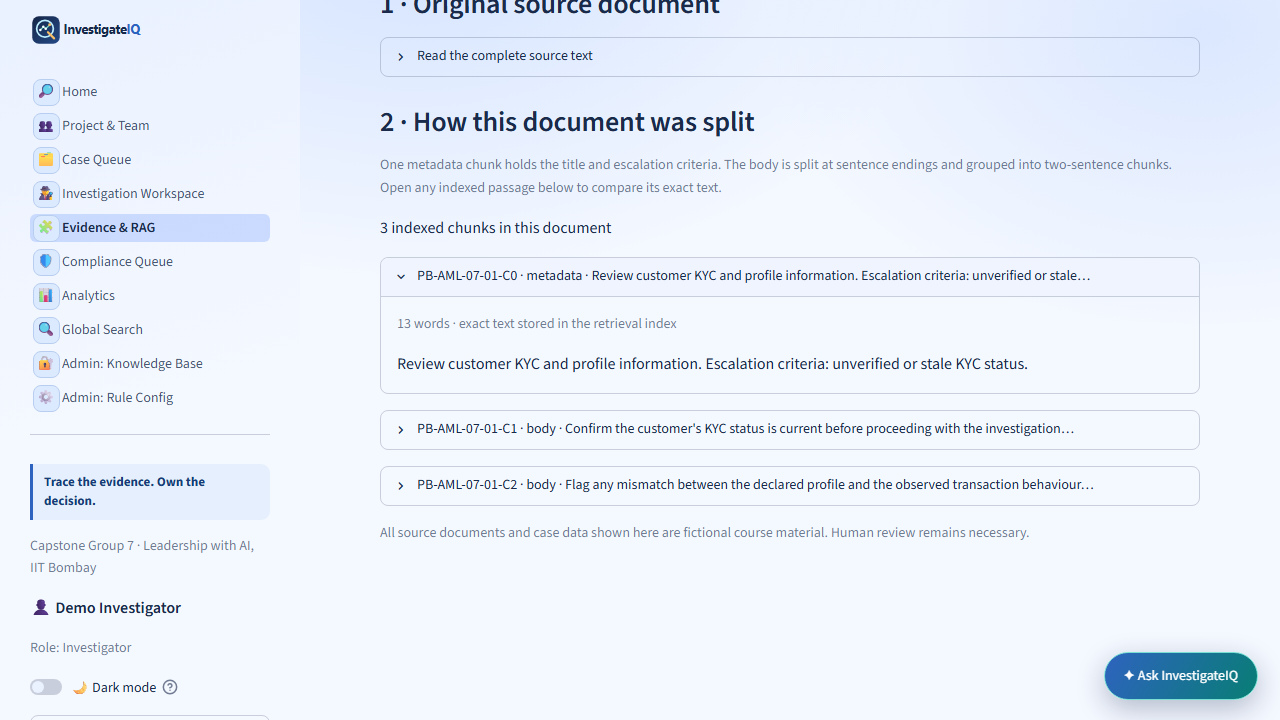 InvestigateIQ
Home
Project & Team
Case Queue
Investigation Workspace
Evidence & RAG
Compliance Queue
Analytics
Global Search
Admin: Knowledge Base
Admin: Rule Config
Trace the evidence. Own the
decision.
Capstone Group 7 · Leadership with AI,
IIT Bombay
Demo Investigator
Role: Investigator
Dark mode
1 · Original source document
Read the complete source text
2 · How this document was split
One metadata chunk holds the title and escalation criteria. The body is split at sentence endings and grouped into two-sentence chunks.
Open any indexed passage below to compare its exact text.
3 indexed chunks in this document
PB-AML-07-01-C0 · metadata · Review customer KYC and profile information. Escalation criteria: unverified or stale…
13 words · exact text stored in the retrieval index
Review customer KYC and profile information. Escalation criteria: unverified or stale KYC status.
PB-AML-07-01-C1 · body · Confirm the customer's KYC status is current before proceeding with the investigation…
PB-AML-07-01-C2 · body · Flag any mismatch between the declared profile and the observed transaction behaviour…
All source documents and case data shown here are fictional course material. Human review remains necessary.
✦ Ask InvestigateIQ